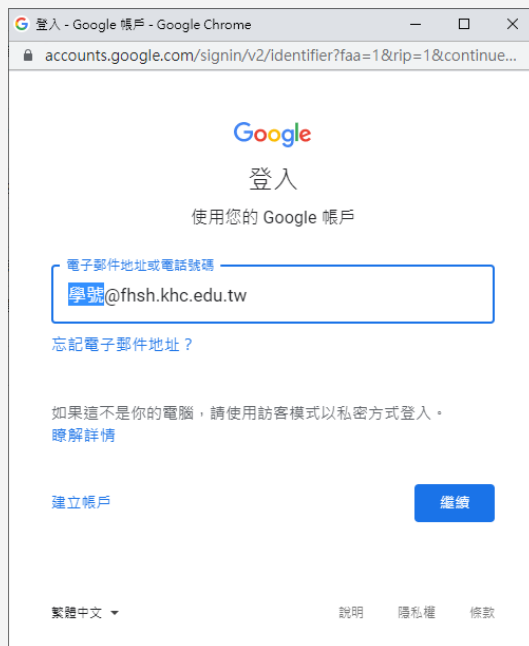 登入 - Google 帳戶 - Google Chrome
accounts.google.com/signin/v2/identifier?faa=1&rip=1&continue...
Google
登入
使用您的 Google 帳戶
電子郵件地址或電話號碼
學號@fhsh.khc.edu.tw
忘記電子郵件地址？
如果這不是你的電腦，請使用訪客模式以私密方式登入。
瞭解詳情
建立帳戶 繼續
繁體中文 說明 隱私權 條款